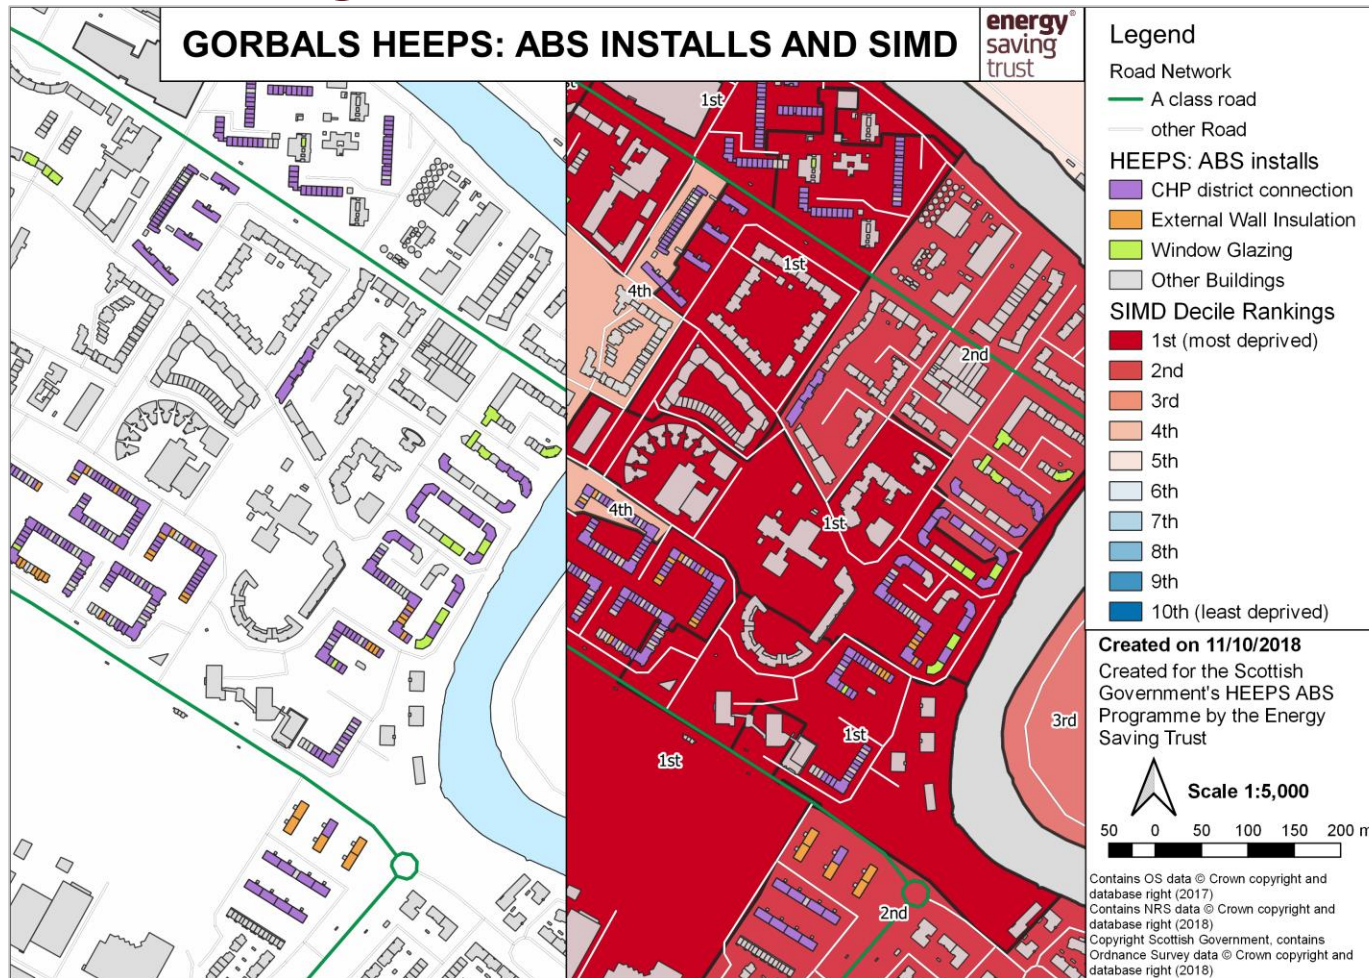 GORBALS HEEPS: ABS INSTALLS AND SIMD
energy®
saving
trust
1st
1st
4th
2nd
4th
1st
1st
1st
3rd
2nd
Legend
Road Network
A class road
other Road
HEEPS: ABS installs
CHP district connection
External Wall Insulation
Window Glazing
Other Buildings
SIMD Decile Rankings
1st (most deprived)
2nd
3rd
4th
5th
6th
7th
8th
9th
10th (least deprived)
Created on 11/10/2018
Created for the Scottish
Government's HEEPS ABS
Programme by the Energy
Saving Trust
Scale 1:5,000
50 0 50 100 150 200 m
Contains OS data © Crown copyright and
database right (2017)
Contains NRS data © Crown copyright and
database right (2018)
Copyright Scottish Government, contains
Ordnance Survey data © Crown copyright and
database right (2018)